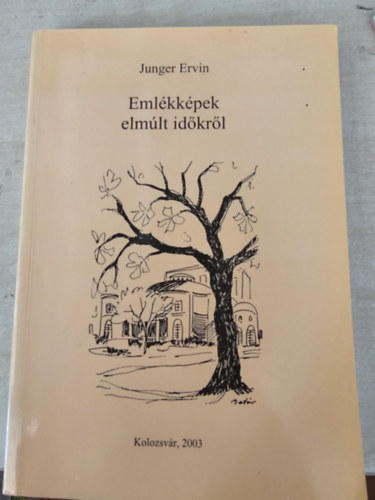 Junger Ervin
Emlékképek
elmúlt időkről
Kolozsvár, 2003